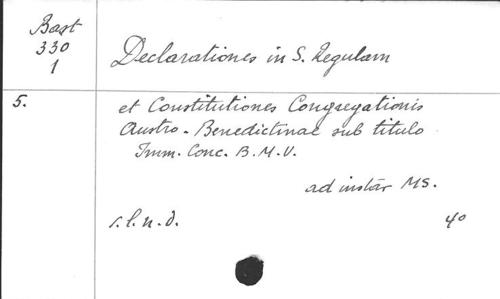 Bast
330
1
Declarationes in S. Regulam
5.
et Constitutiones Congregationis
Austro-Benedictinae sub titulo
Imm. Conc. B.M.V.
ad instar MS.
s.l.n.d.
4o